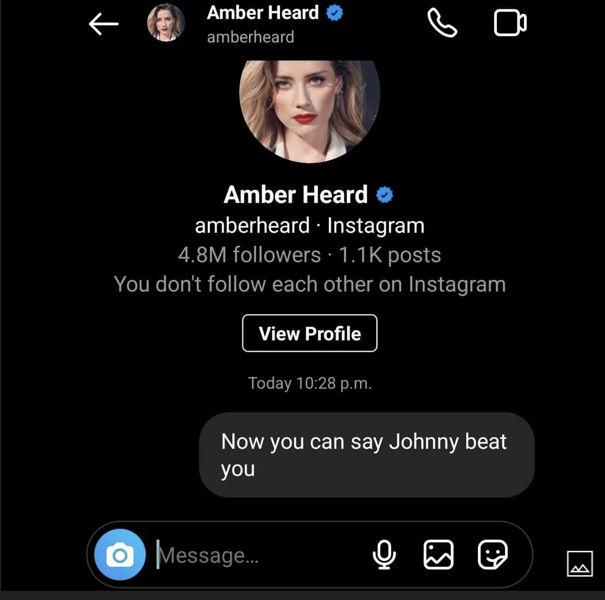 Amber Heard
amberheard
Amber Heard
amberheard · Instagram
4.8M followers · 1.1K posts
You don't follow each other on Instagram
View Profile
Today 10:28 p.m.
Now you can say Johnny beat
you
Message...